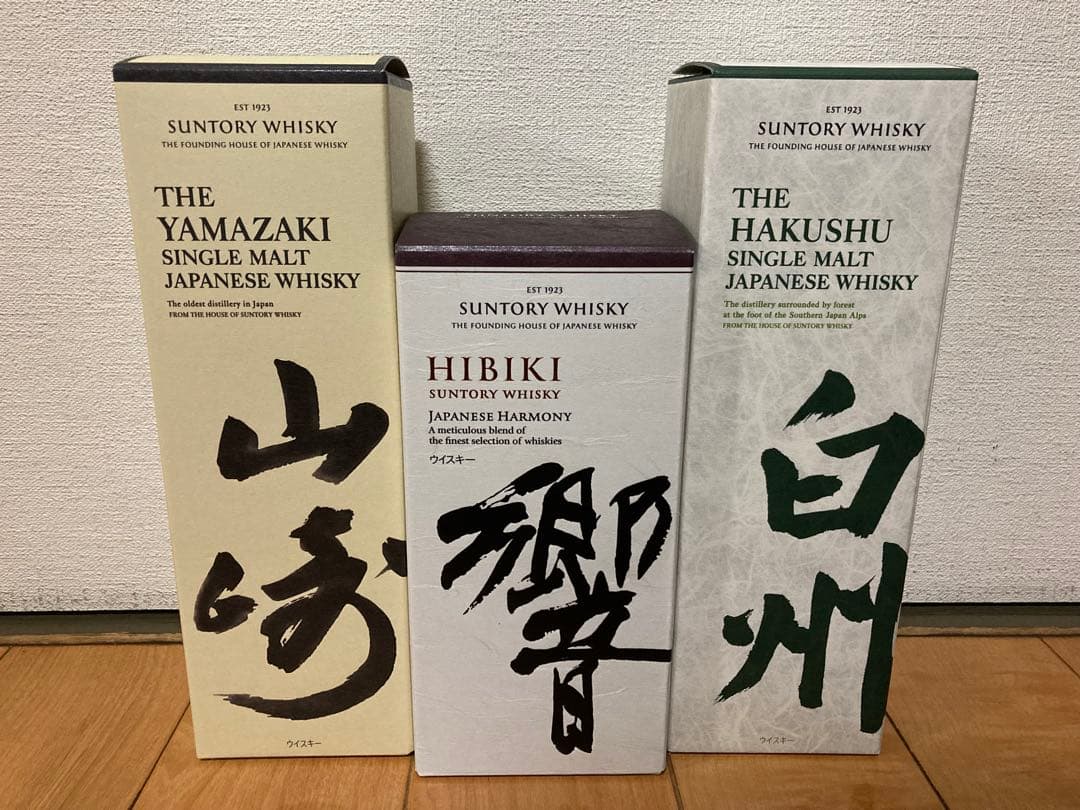 EST 1923
SUNTORY WHISKY
THE FOUNDING HOUSE OF JAPANESE WHISKY
THE
YAMAZAKI
SINGLE MALT
JAPANESE WHISKY
The oldest distillery in Japan
FROM THE HOUSE OF SUNTORY WHISKY
山崎
ウイスキー
EST 1923
SUNTORY WHISKY
THE FOUNDING HOUSE OF JAPANESE WHISKY
HIBIKI
SUNTORY WHISKY
JAPANESE HARMONY
A meticulous blend of
the finest selection of whiskies
ウイスキー
響
EST 1923
SUNTORY WHISKY
THE FOUNDING HOUSE OF JAPANESE WHISKY
THE
HAKUSHU
SINGLE MALT
JAPANESE WHISKY
The distillery surrounded by forest
at the foot of the Southern Japan Alps
FROM THE HOUSE OF SUNTORY WHISKY
白州
ウイスキー